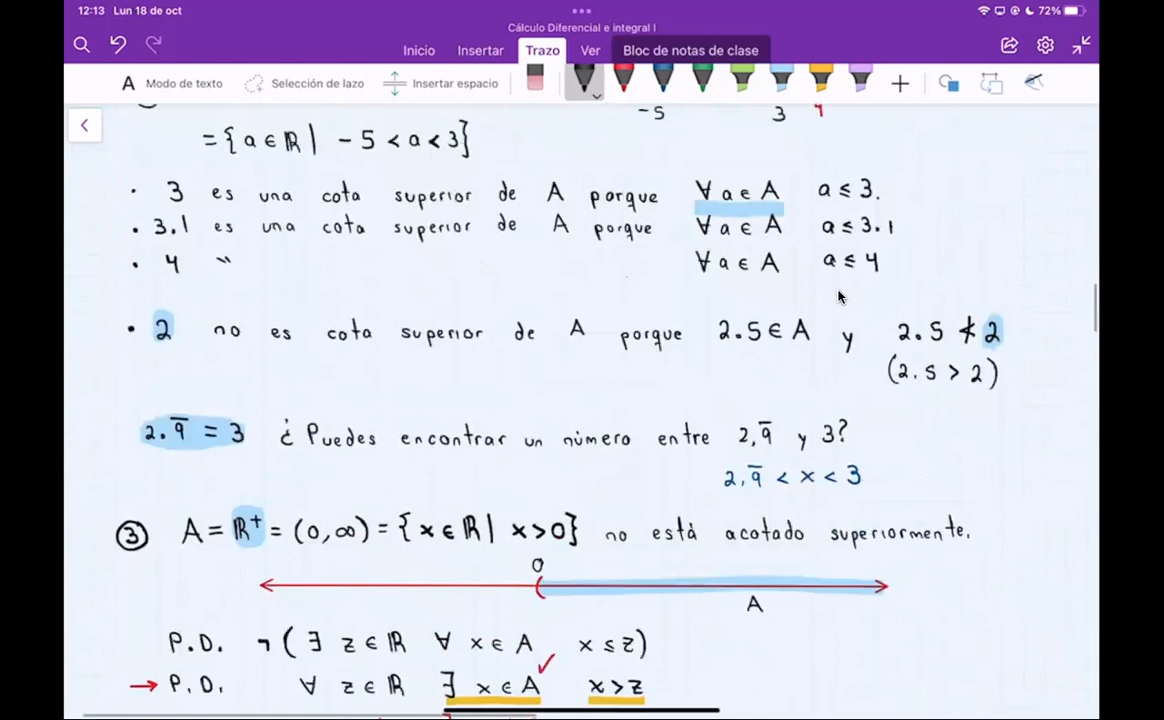 12:13 Lun 18 de oct
72%
Cálculo Diferencial e integral I
Inicio Insertar Trazo Ver Bloc de notas de clase
A Modo de texto Selección de lazo Insertar espacio
-5 3 4
= {a ∈ ℝ | -5 < a < 3}
· 3 es una cota superior de A porque ∀ a ∈ A a ≤ 3.
· 3.1 es una cota superior de A porque ∀ a ∈ A a ≤ 3.1
· 4 " ∀ a ∈ A a ≤ 4
· 2 no es cota superior de A porque 2.5 ∈ A y 2.5 ≮ 2
(2.5 > 2)
2.9̅ = 3 ¿Puedes encontrar un número entre 2,9̅ y 3?
2,9̅ < x < 3
③ A = ℝ⁺ = (0,∞) = {x ∈ ℝ | x > 0} no está acotado superiormente.
0
A
P.D. ¬(∃ z ∈ ℝ ∀ x ∈ A x ≤ z)
→ P.D. ∀ z ∈ ℝ ∃ x ∈ A ✓ x > z